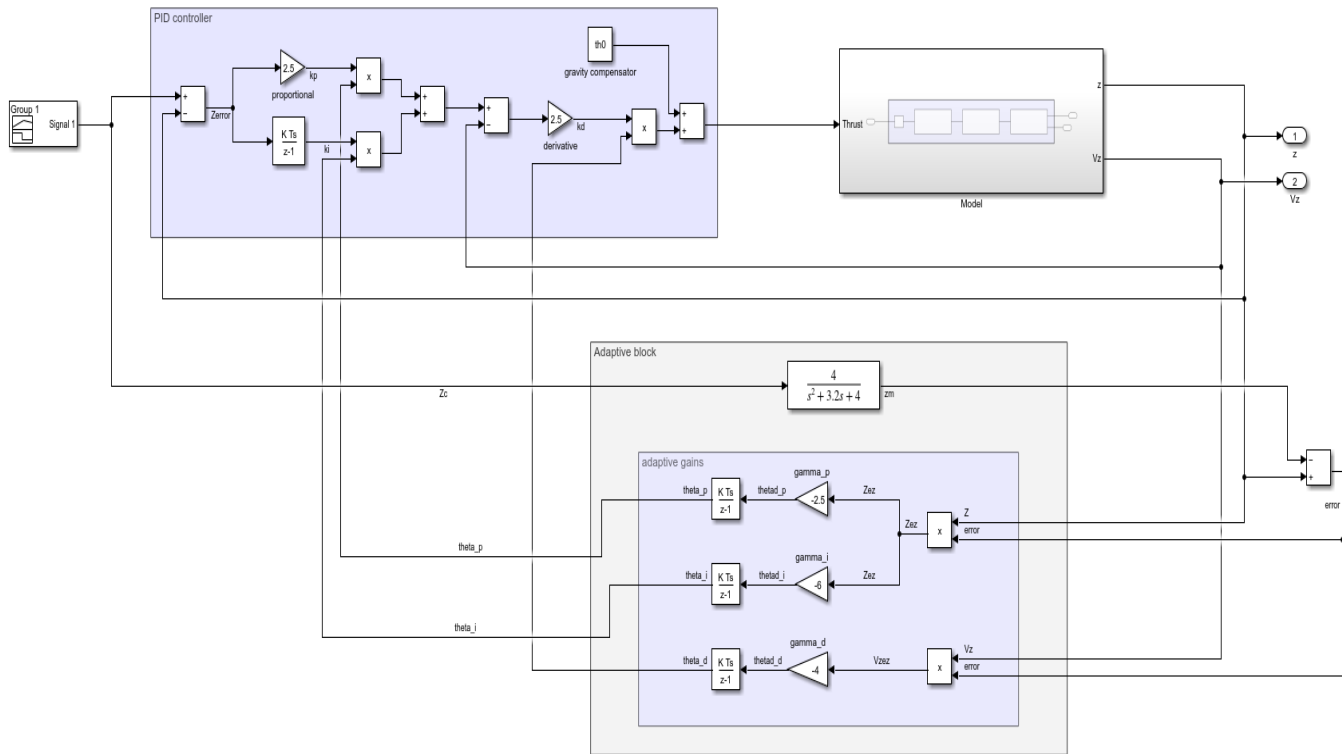 PID controller
Group 1
Signal 1
+
−
Zerror
2.5
kp
proportional
K Ts
z-1
ki
x
x
+
+
+
−
2.5
kd
derivative
th0
gravity compensator
x
+
+
Thrust
z
Vz
Model
1
z
2
Vz
Adaptive block
Zc
4
s² + 3.2s + 4
zm
−
+
error
adaptive gains
theta_p
K Ts
z-1
thetad_p
gamma_p
-2.5
Zez
Zez
x
Z
error
theta_p
theta_i
K Ts
z-1
thetad_i
gamma_i
-6
Zez
theta_i
theta_d
K Ts
z-1
thetad_d
gamma_d
-4
Vzez
x
Vz
error